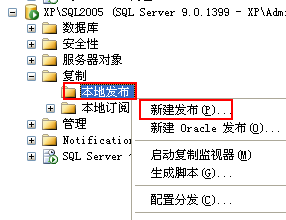 XP\SQL2005 (SQL Server 9.0.1399 - XP\Adm
数据库
安全性
服务器对象
复制
本地发布
本地订阅
新建发布(P)...
新建 Oracle 发布(O)...
管理
Notification
启动复制监视器(M)
SQL Server
生成脚本(G)...
配置分发(C)...